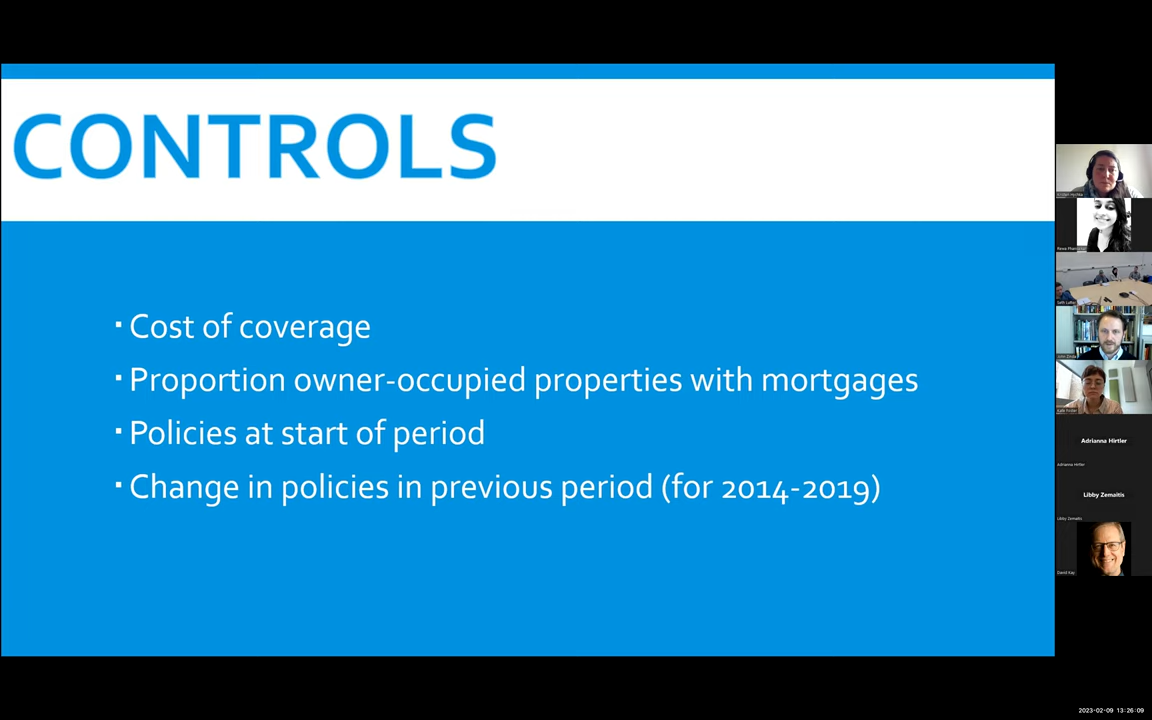 CONTROLS
▪ Cost of coverage
▪ Proportion owner-occupied properties with mortgages
▪ Policies at start of period
▪ Change in policies in previous period (for 2014-2019)
Adrianna Hirtler
Adrianna Hirtler
Libby Zemaitis
Libby Zemaitis
David Kay
2023-02-09 13:26:09